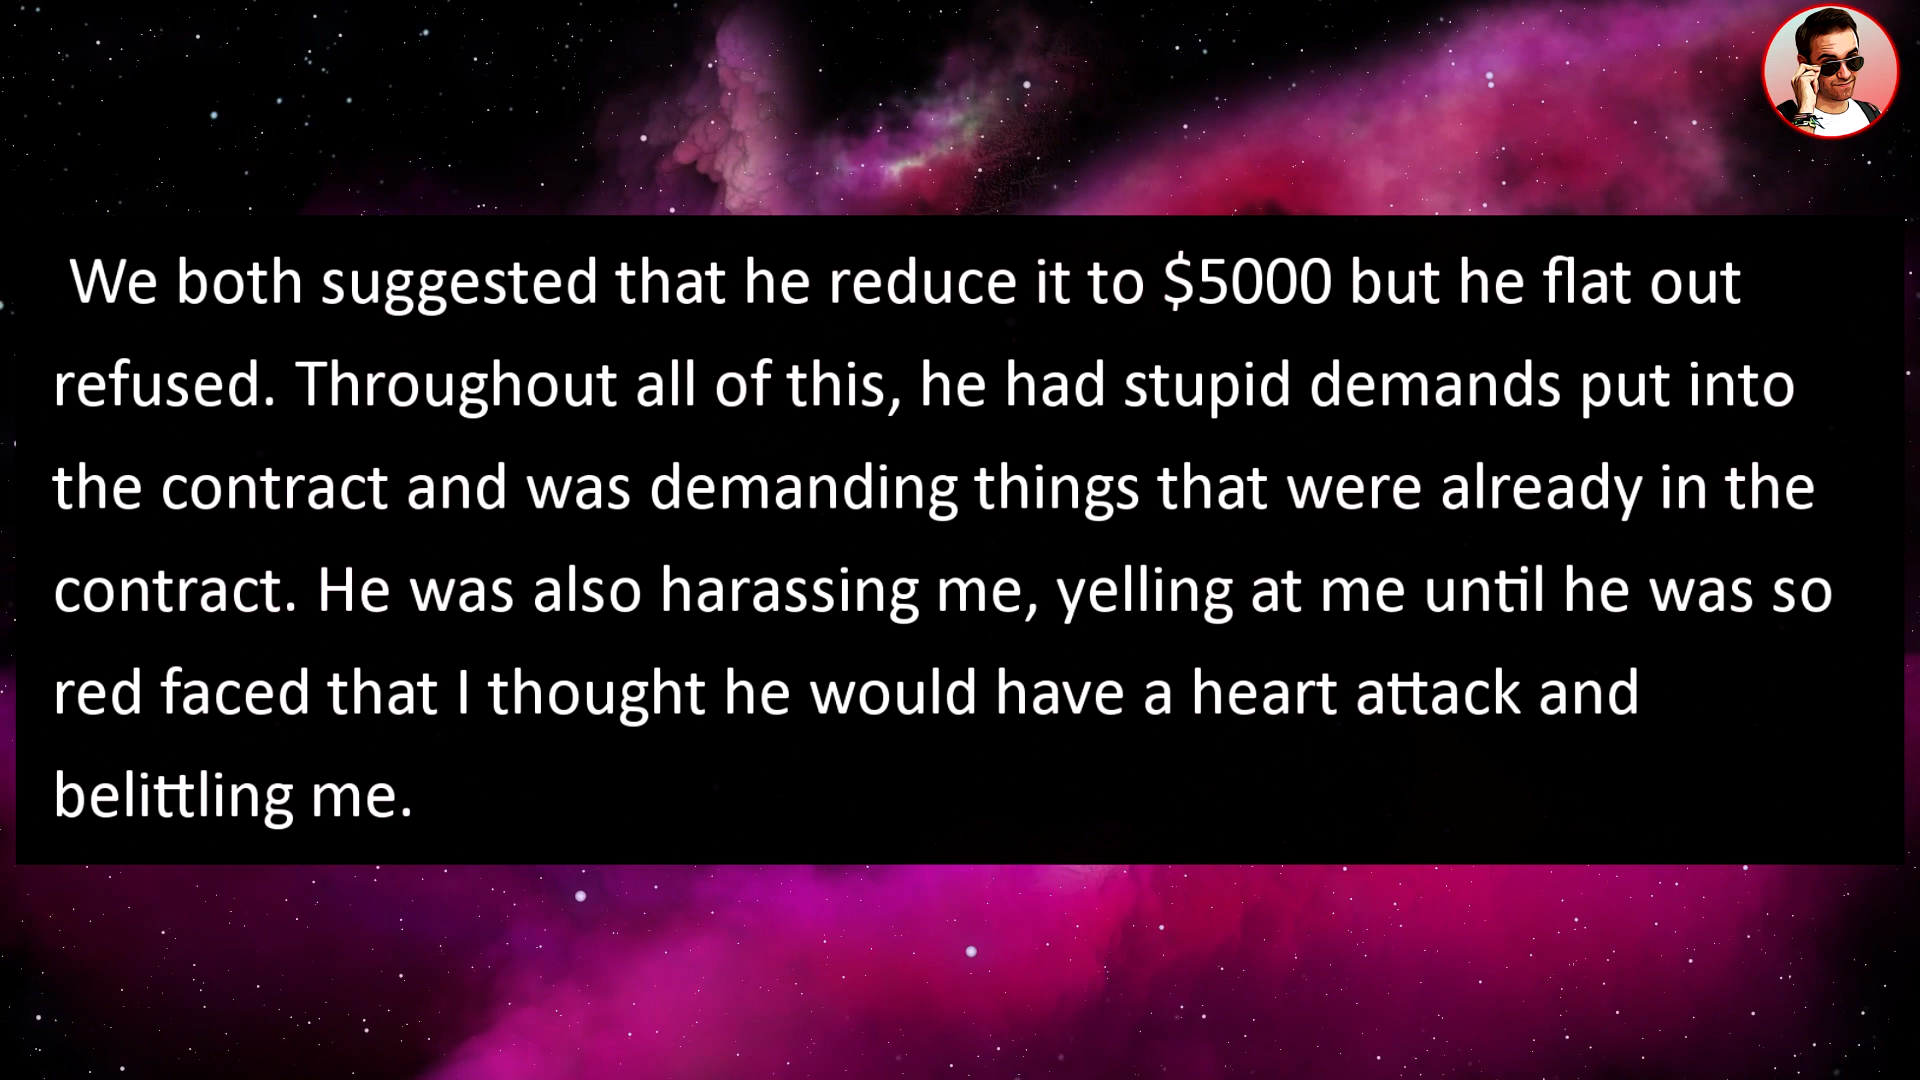 We both suggested that he reduce it to $5000 but he flat out
refused. Throughout all of this, he had stupid demands put into
the contract and was demanding things that were already in the
contract. He was also harassing me, yelling at me until he was so
red faced that I thought he would have a heart attack and
belittling me.